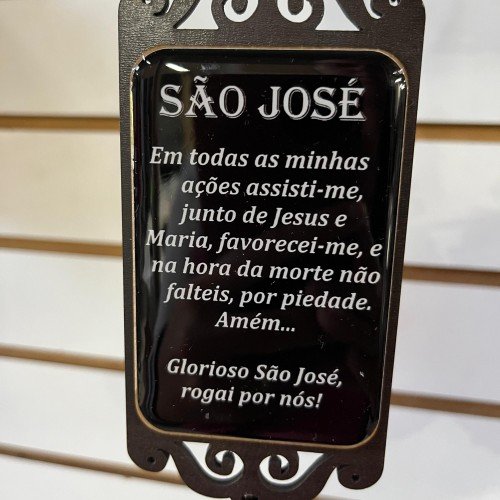 SÃO JOSÉ
Em todas as minhas
ações assisti-me,
junto de Jesus e
Maria, favorecei-me, e
na hora da morte não
falteis, por piedade.
Amém...
Glorioso São José,
rogai por nós!